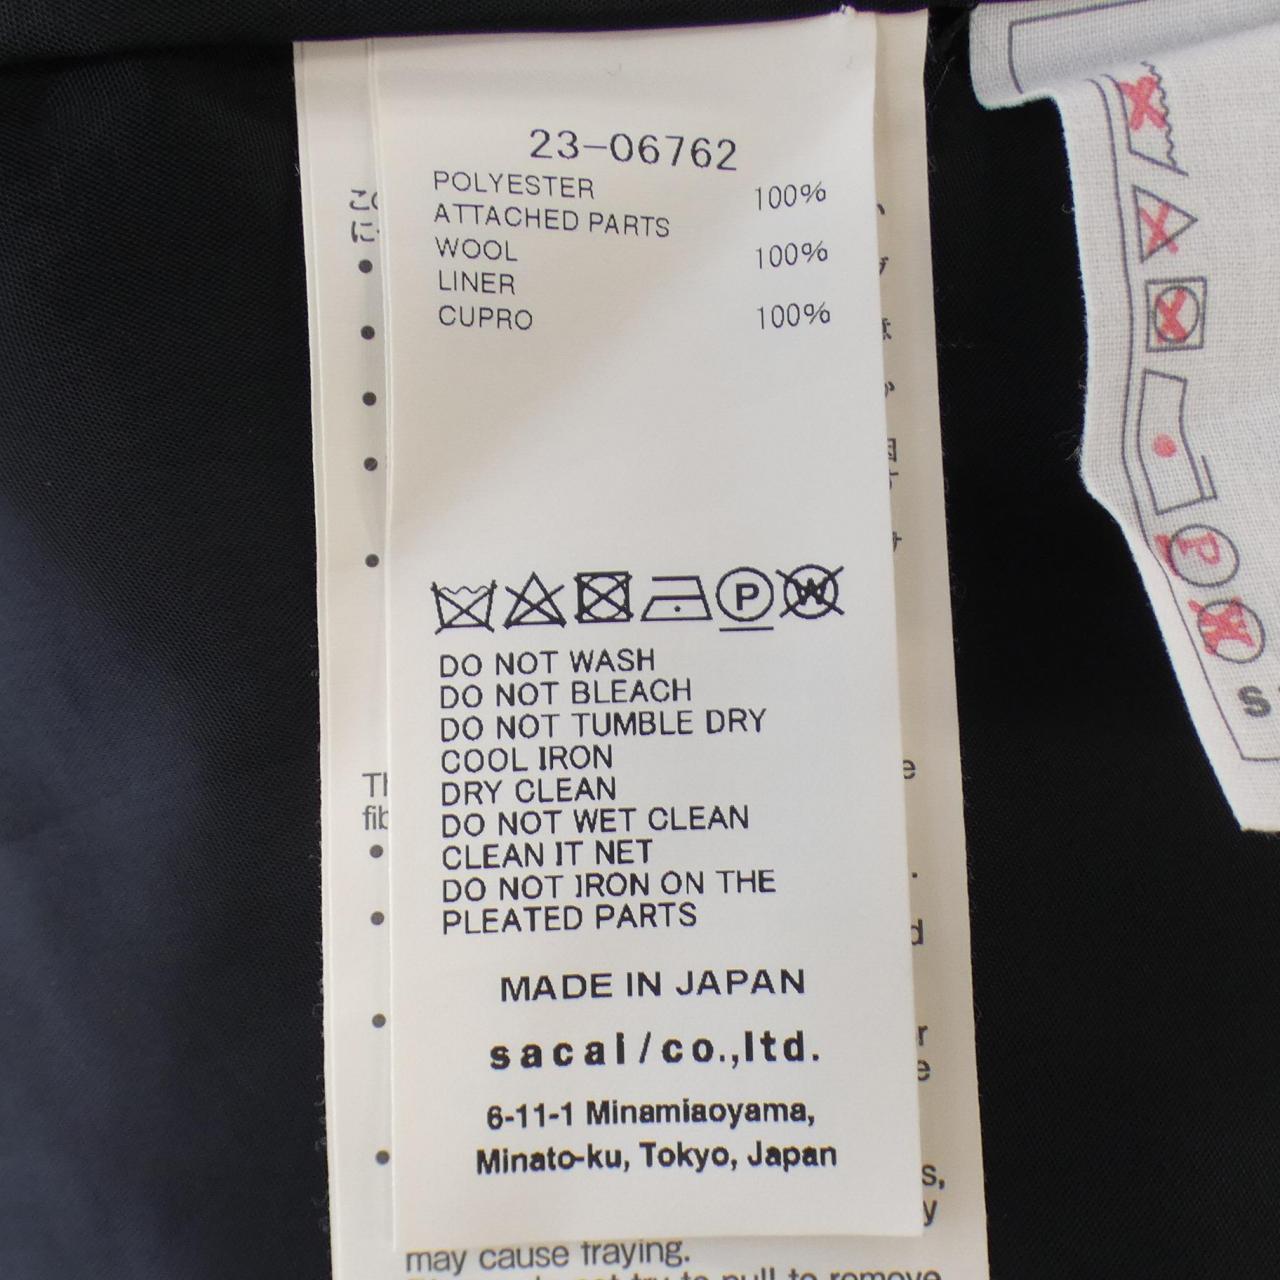 23-06762
POLYESTER 100%
ATTACHED PARTS
WOOL 100%
LINER
CUPRO 100%
P W
DO NOT WASH
DO NOT BLEACH
DO NOT TUMBLE DRY
COOL IRON
DRY CLEAN
DO NOT WET CLEAN
CLEAN IT NET
DO NOT IRON ON THE
PLEATED PARTS
MADE IN JAPAN
sacai/co.,ltd.
6-11-1 Minamiaoyama,
Minato-ku, Tokyo, Japan
may cause fraying.
P
W
S